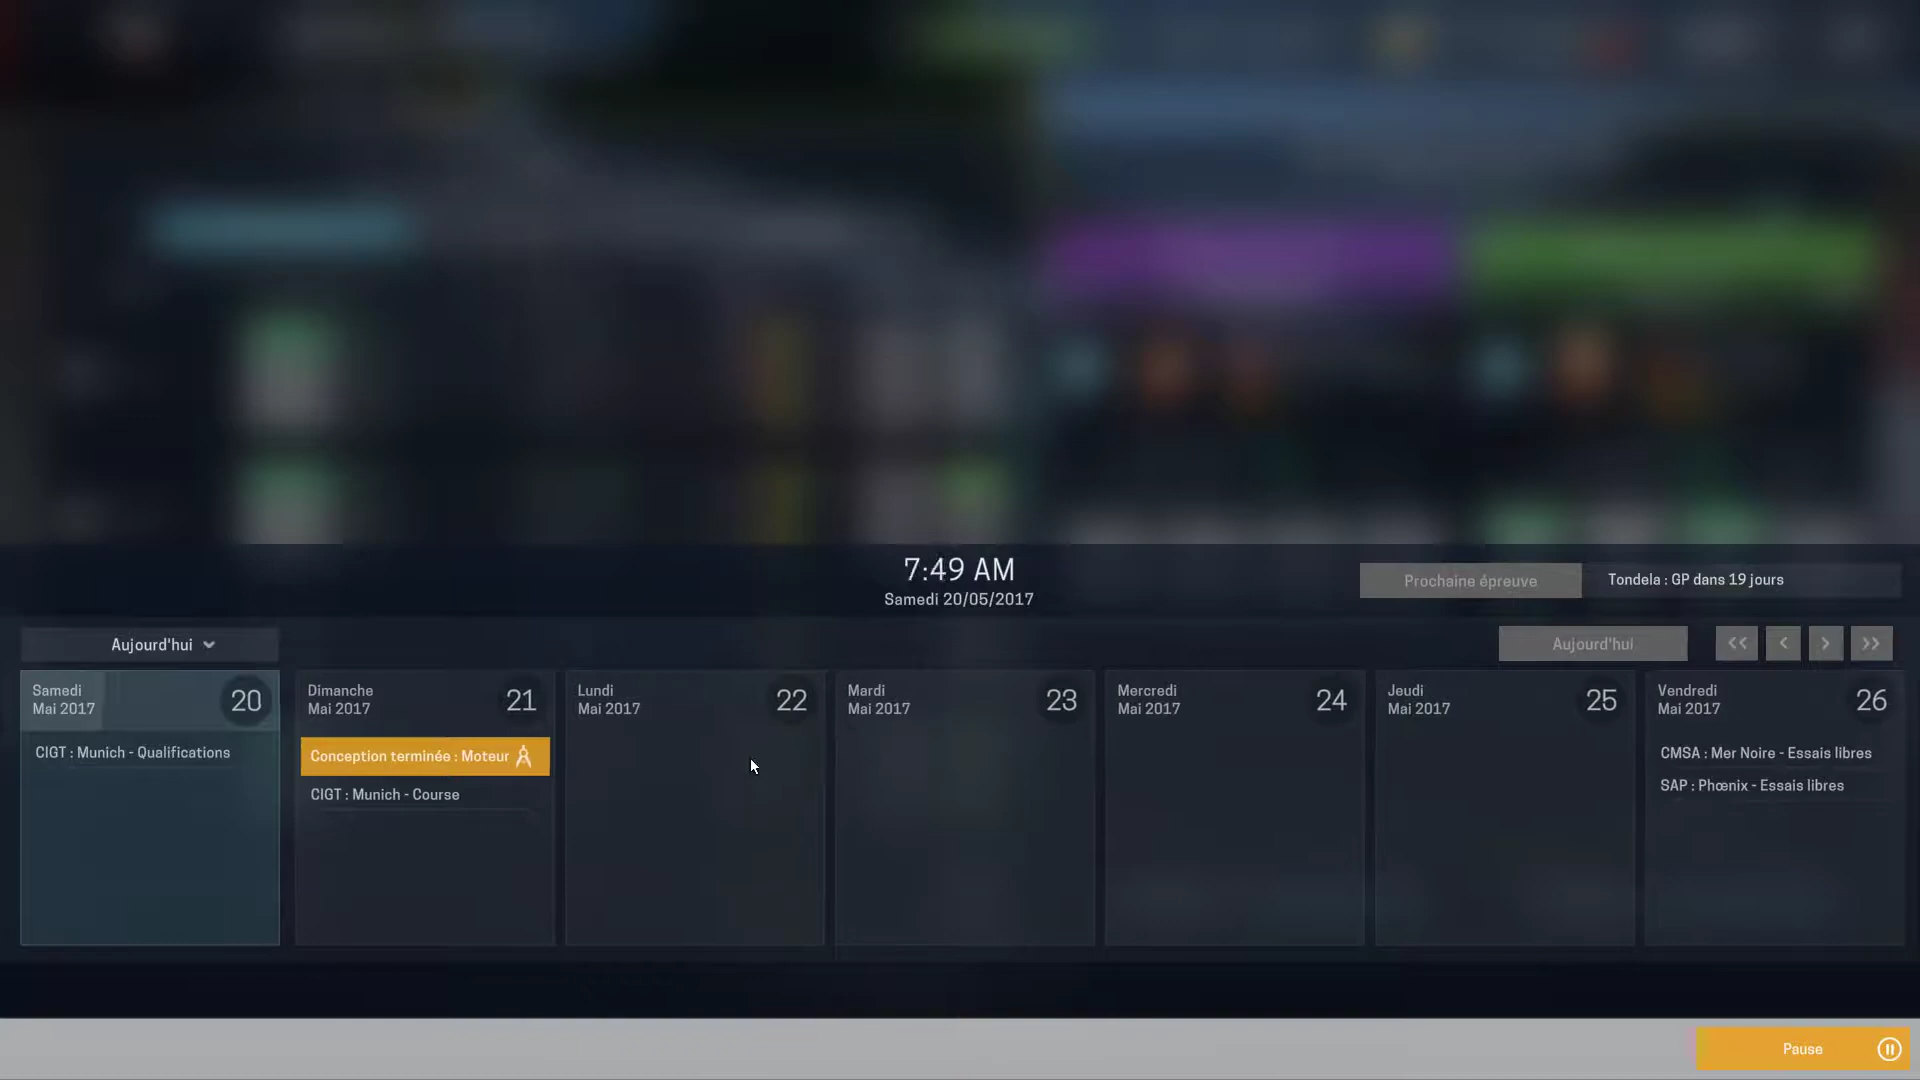 7:49 AM
Samedi 20/05/2017
Prochaine épreuve
Tondela : GP dans 19 jours
Aujourd'hui
Aujourd'hui
<<
<
>
>>
Samedi
Mai 2017
20
CIGT : Munich - Qualifications
Dimanche
Mai 2017
21
Conception terminée : Moteur
CIGT : Munich - Course
Lundi
Mai 2017
22
Mardi
Mai 2017
23
Mercredi
Mai 2017
24
Jeudi
Mai 2017
25
Vendredi
Mai 2017
26
CMSA : Mer Noire - Essais libres
SAP : Phœnix - Essais libres
Pause